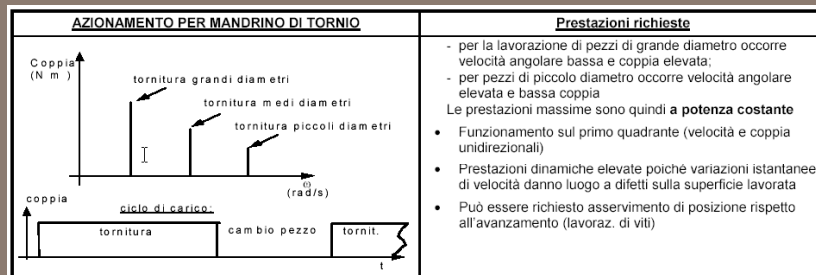 AZIONAMENTO PER MANDRINO DI TORNIO
Coppia
(N m)
tornitura grandi diametri
tornitura medi diametri
tornitura piccoli diametri
ω
(rad/s)
coppia
ciclo di carico:
tornitura
cambio pezzo
tornit.
t
Prestazioni richieste
- per la lavorazione di pezzi di grande diametro occorre
velocità angolare bassa e coppia elevata;
- per pezzi di piccolo diametro occorre velocità angolare
elevata e bassa coppia
Le prestazioni massime sono quindi a potenza costante
• Funzionamento sul primo quadrante (velocità e coppia
unidirezionali)
• Prestazioni dinamiche elevate poichè variazioni istantanee
di velocità danno luogo a difetti sulla superficie lavorata
• Può essere richiesto asservimento di posizione rispetto
all'avanzamento (lavoraz. di viti)